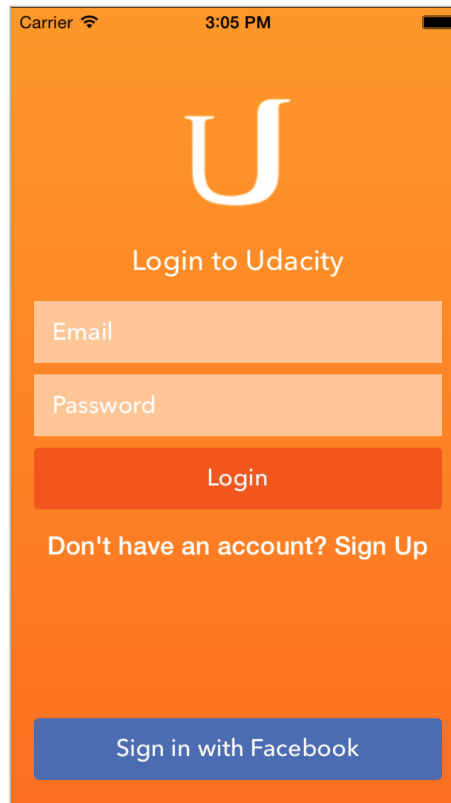 Carrier
3:05 PM
U
Login to Udacity
Email
Password
Login
Don't have an account? Sign Up
Sign in with Facebook